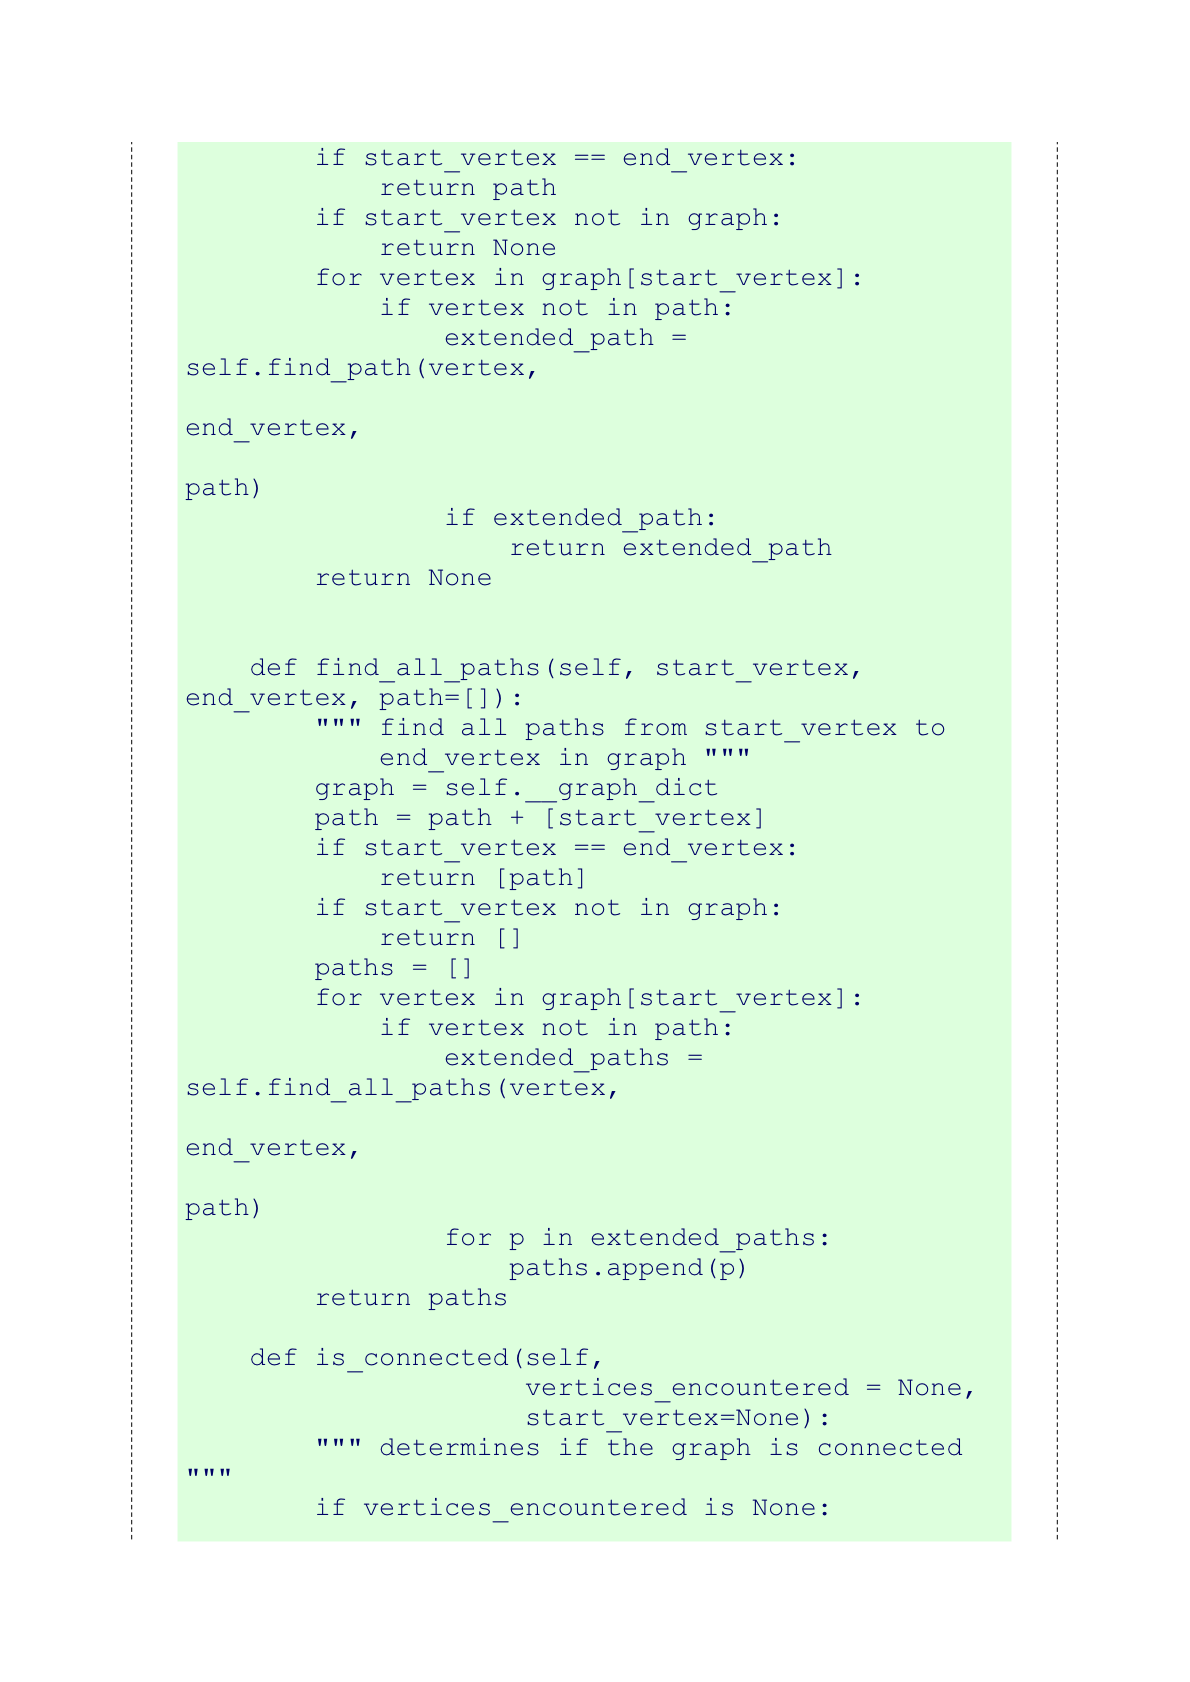 if start_vertex == end_vertex:
            return path
        if start_vertex not in graph:
            return None
        for vertex in graph[start_vertex]:
            if vertex not in path:
                extended_path =
self.find_path(vertex,
end_vertex,
path)
                if extended_path:
                    return extended_path
        return None
    def find_all_paths(self, start_vertex,
end_vertex, path=[]):
        """ find all paths from start_vertex to
            end_vertex in graph """
        graph = self.__graph_dict
        path = path + [start_vertex]
        if start_vertex == end_vertex:
            return [path]
        if start_vertex not in graph:
            return []
        paths = []
        for vertex in graph[start_vertex]:
            if vertex not in path:
                extended_paths =
self.find_all_paths(vertex,
end_vertex,
path)
                for p in extended_paths:
                    paths.append(p)
        return paths
    def is_connected(self,
                     vertices_encountered = None,
                     start_vertex=None):
        """ determines if the graph is connected
"""
        if vertices_encountered is None: